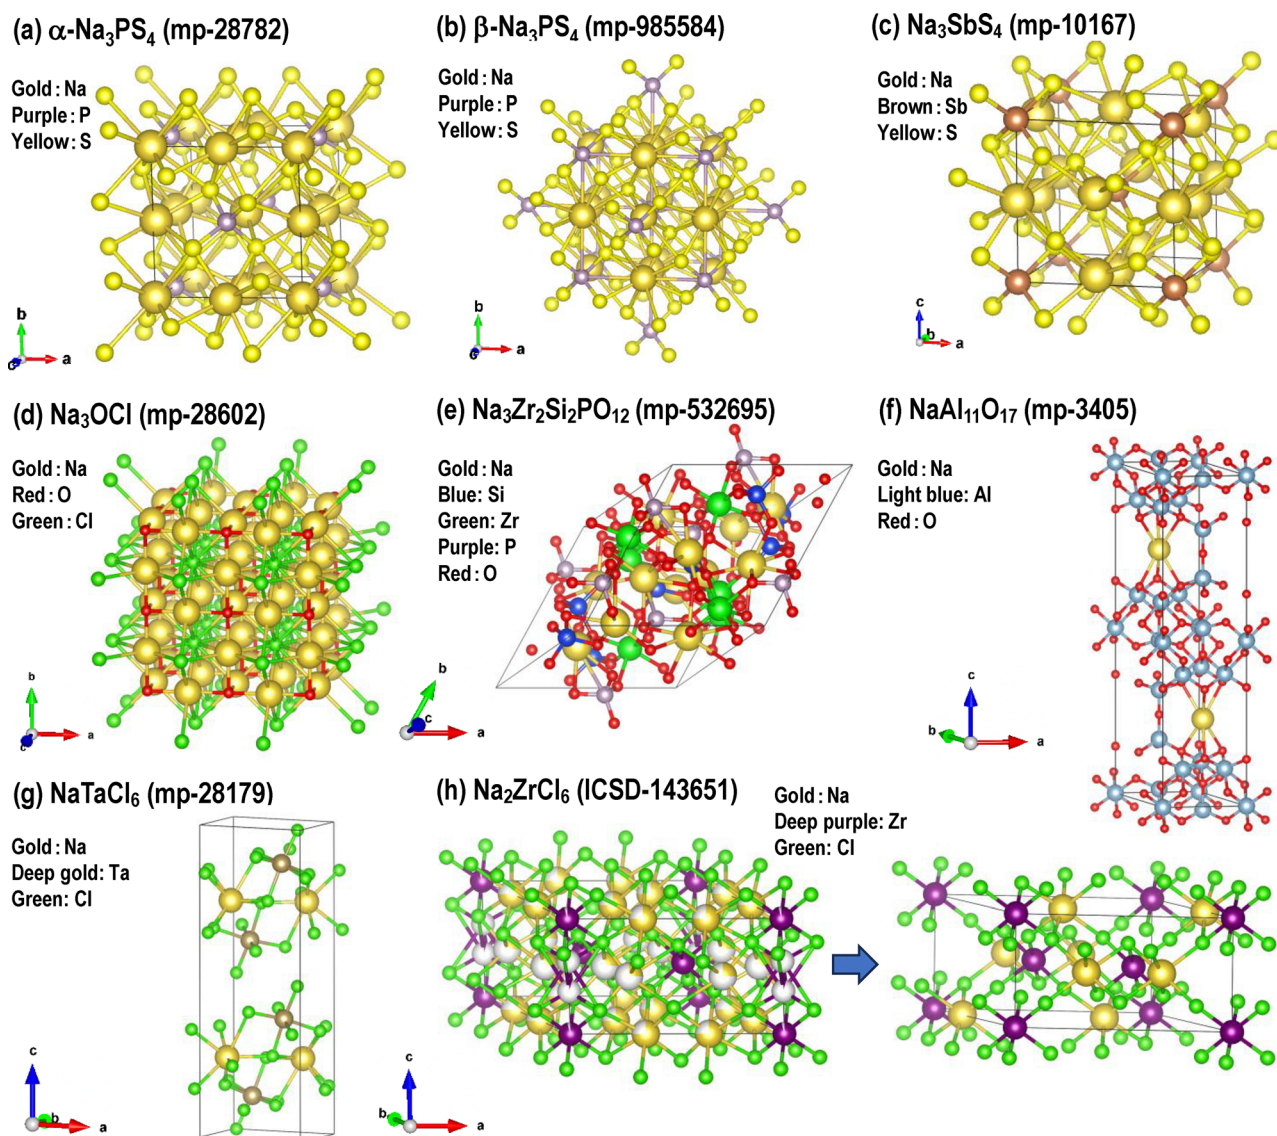 (a) α-Na₃PS₄ (mp-28782)
Gold : Na
Purple : P
Yellow : S
b
a
c
(b) β-Na₃PS₄ (mp-985584)
Gold : Na
Purple : P
Yellow : S
b
a
c
(c) Na₃SbS₄ (mp-10167)
Gold : Na
Brown : Sb
Yellow : S
c
b
a
(d) Na₃OCl (mp-28602)
Gold : Na
Red : O
Green : Cl
b
a
c
(e) Na₃Zr₂Si₂PO₁₂ (mp-532695)
Gold : Na
Blue: Si
Green: Zr
Purple: P
Red: O
b
c
a
(f) NaAl₁₁O₁₇ (mp-3405)
Gold : Na
Light blue: Al
Red : O
c
b
a
(g) NaTaCl₆ (mp-28179)
Gold : Na
Deep gold: Ta
Green: Cl
c
b
a
(h) Na₂ZrCl₆ (ICSD-143651)
Gold : Na
Deep purple: Zr
Green: Cl
c
b
a